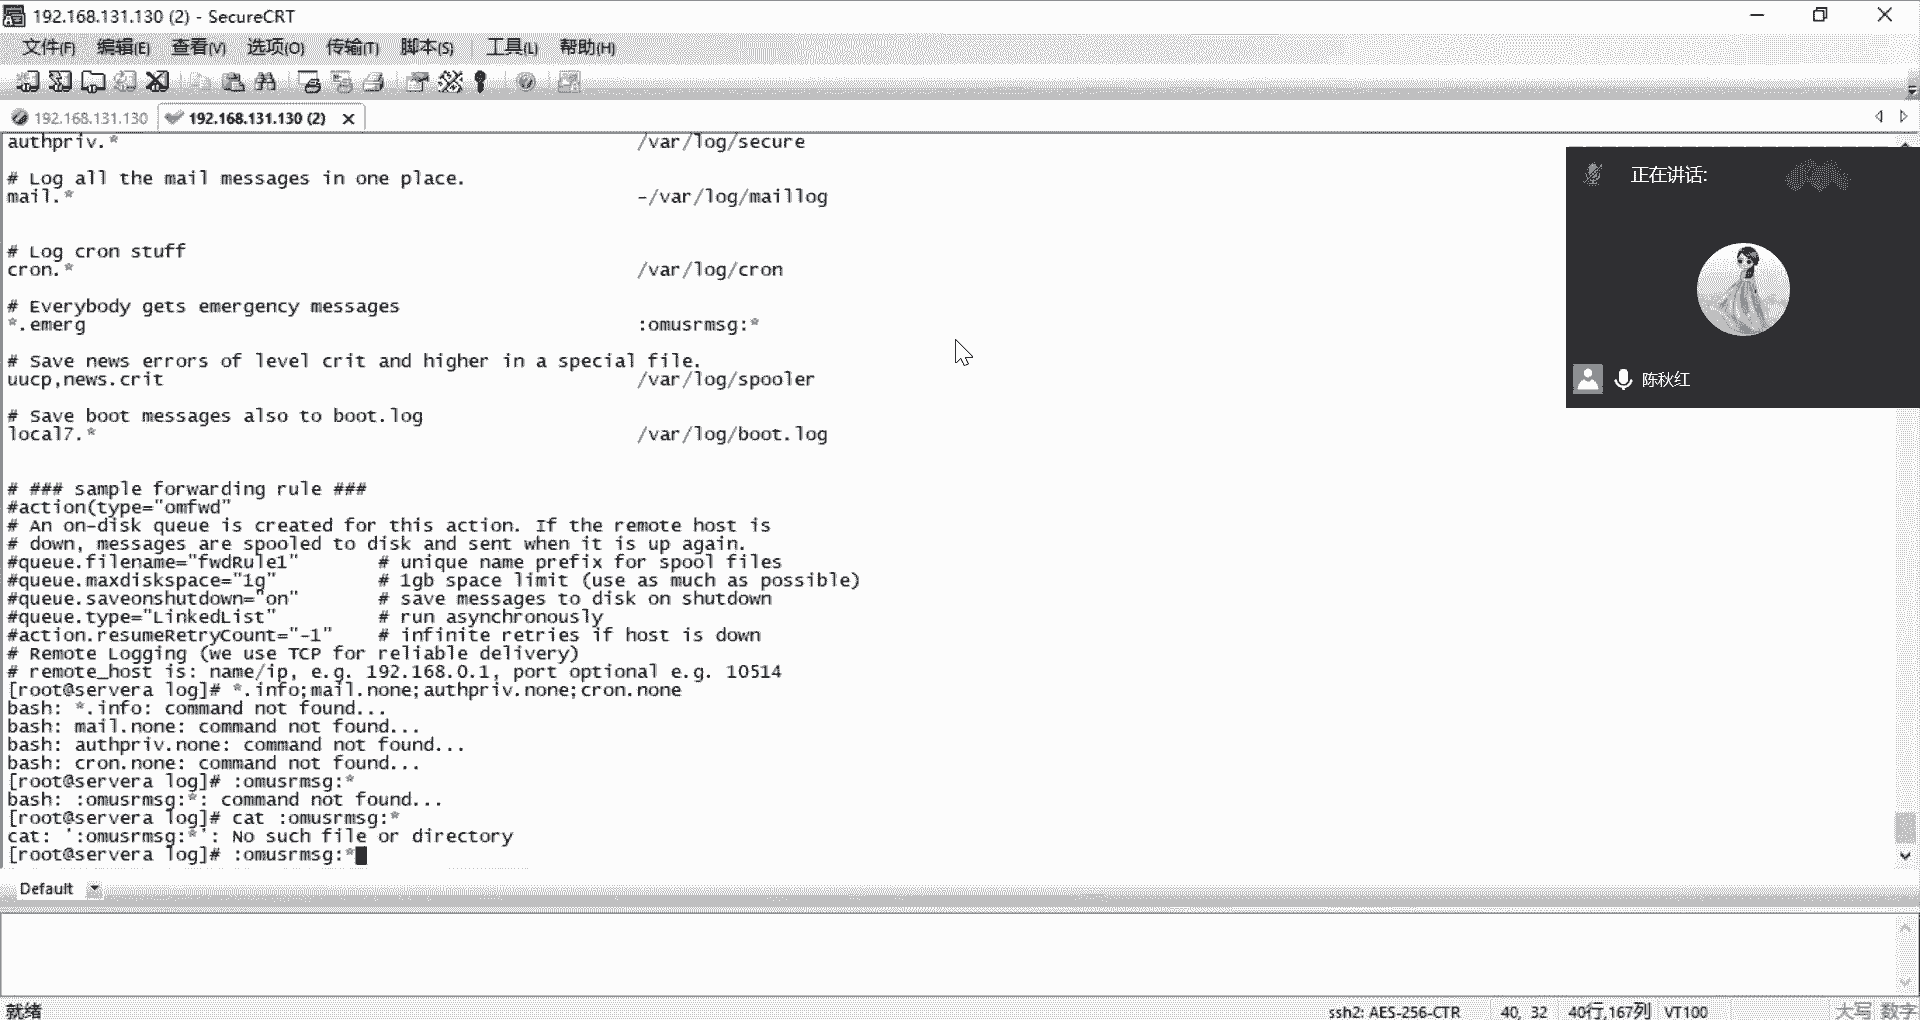 192.168.131.130 (2) - SecureCRT
文件(F) 编辑(E) 查看(V) 选项(O) 传输(T) 脚本(S) 工具(L) 帮助(H)
192.168.131.130 192.168.131.130 (2)
authpriv.* /var/log/secure
# Log all the mail messages in one place.
mail.* -/var/log/maillog
# Log cron stuff
cron.* /var/log/cron
# Everybody gets emergency messages
*.emerg :omusrmsg:*
# Save news errors of level crit and higher in a special file.
uucp,news.crit /var/log/spooler
# Save boot messages also to boot.log
local7.* /var/log/boot.log
# ### sample forwarding rule ###
#action(type="omfwd"
# An on-disk queue is created for this action. If the remote host is
# down, messages are spooled to disk and sent when it is up again.
#queue.filename="fwdRule1" # unique name prefix for spool files
#queue.maxdiskspace="1g" # 1gb space limit (use as much as possible)
#queue.saveonshutdown="on" # save messages to disk on shutdown
#queue.type="LinkedList" # run asynchronously
#action.resumeRetryCount="-1" # infinite retries if host is down
# Remote Logging (we use TCP for reliable delivery)
# remote_host is: name/ip, e.g. 192.168.0.1, port optional e.g. 10514
[root@servera log]# *.info;mail.none;authpriv.none;cron.none
bash: *.info: command not found...
bash: mail.none: command not found...
bash: authpriv.none: command not found...
bash: cron.none: command not found...
[root@servera log]# :omusrmsg:*
bash: :omusrmsg:*: command not found...
[root@servera log]# cat :omusrmsg:*
cat: ':omusrmsg:*': No such file or directory
[root@servera log]# :omusrmsg:*
正在讲话:
陈秋红
Default
就绪 ssh2: AES-256-CTR 40, 32 40行,167列 VT100 大写 数字